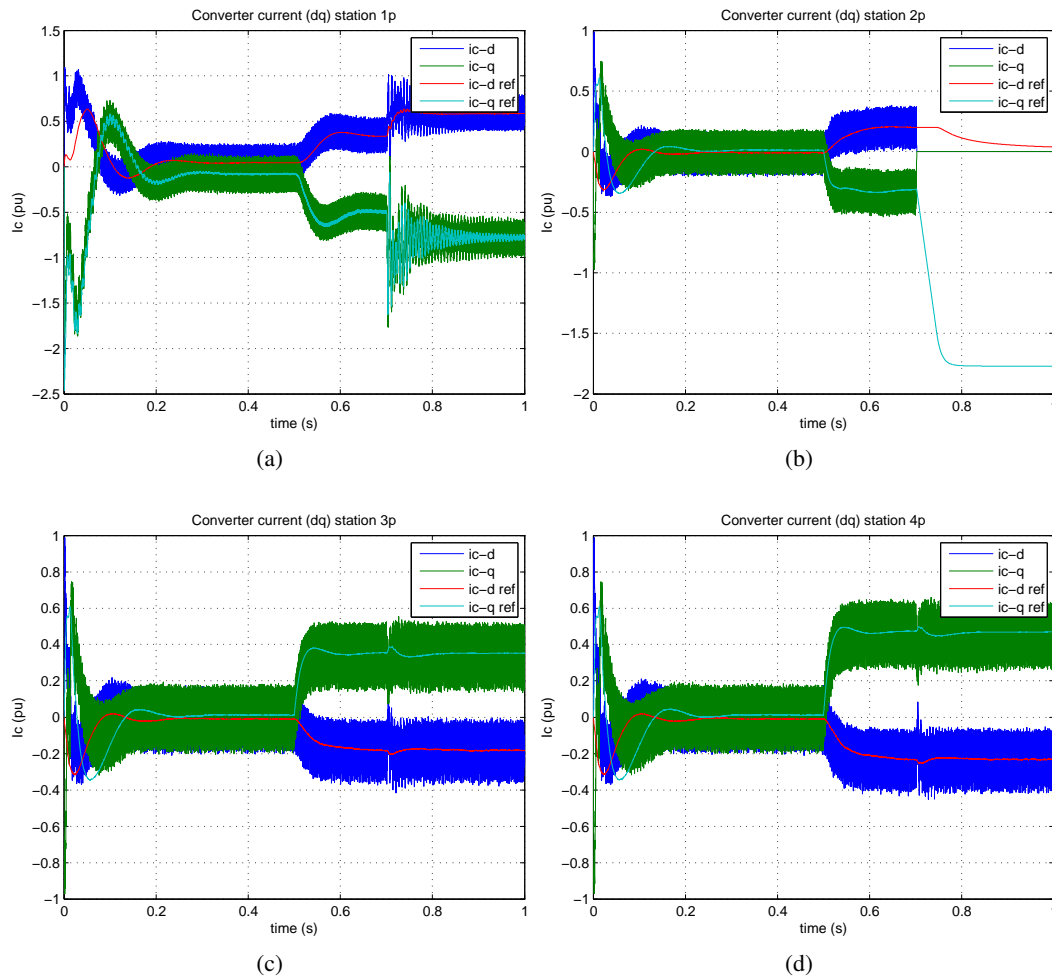 Converter current (dq) station 1p
1.5
1
0.5
0
−0.5
−1
−1.5
−2
−2.5
Ic (pu)
ic−d
ic−q
ic−d ref
ic−q ref
0
0.2
0.4
0.6
0.8
1
time (s)
(a)
Converter current (dq) station 2p
1
0.5
0
−0.5
−1
−1.5
−2
Ic (pu)
ic−d
ic−q
ic−d ref
ic−q ref
0
0.2
0.4
0.6
0.8
time (s)
(b)
Converter current (dq) station 3p
1
0.8
0.6
0.4
0.2
0
−0.2
−0.4
−0.6
−0.8
−1
Ic (pu)
ic−d
ic−q
ic−d ref
ic−q ref
0
0.2
0.4
0.6
0.8
1
time (s)
(c)
Converter current (dq) station 4p
1
0.8
0.6
0.4
0.2
0
−0.2
−0.4
−0.6
−0.8
−1
Ic (pu)
ic−d
ic−q
ic−d ref
ic−q ref
0
0.2
0.4
0.6
0.8
time (s)
(d)